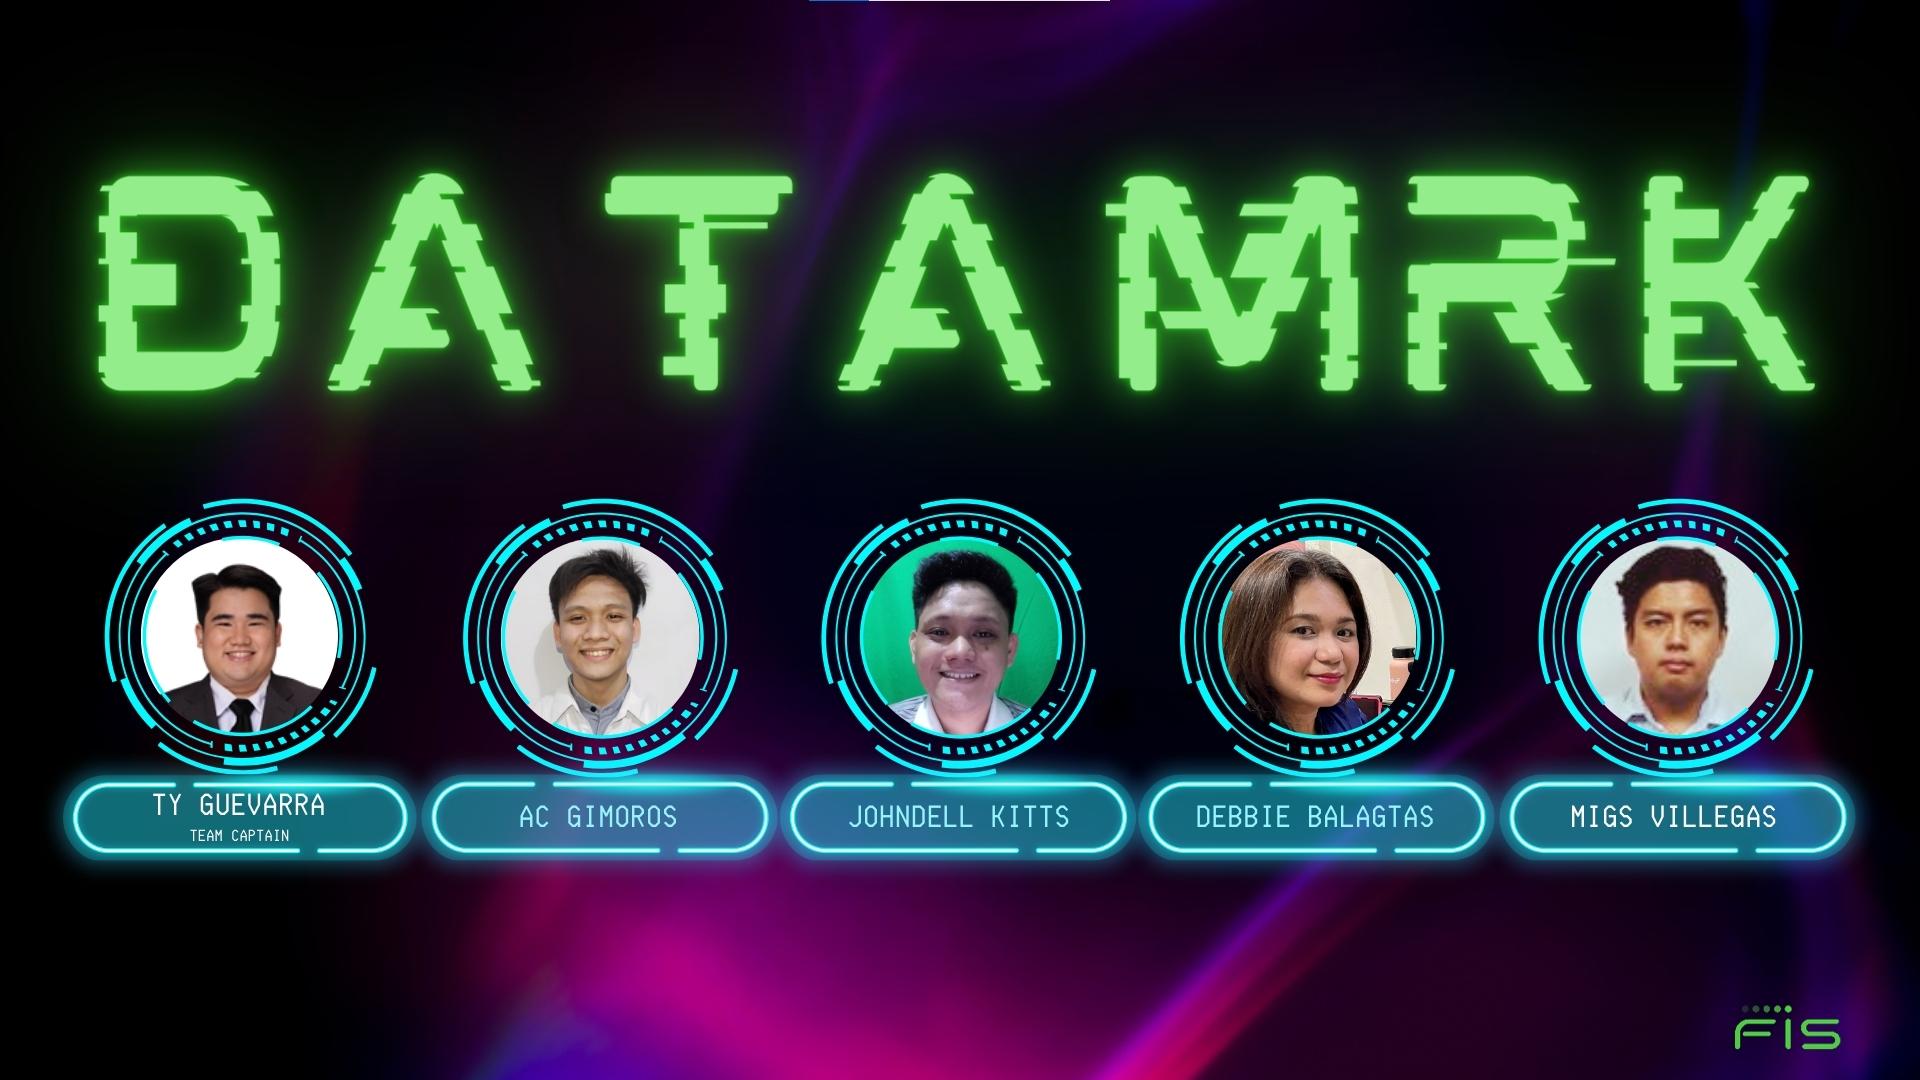 DATAMRK
TY GUEVARRA
TEAM CAPTAIN
AC GIMOROS
JOHNDELL KITTS
DEBBIE BALAGTAS
MIGS VILLEGAS
FIS